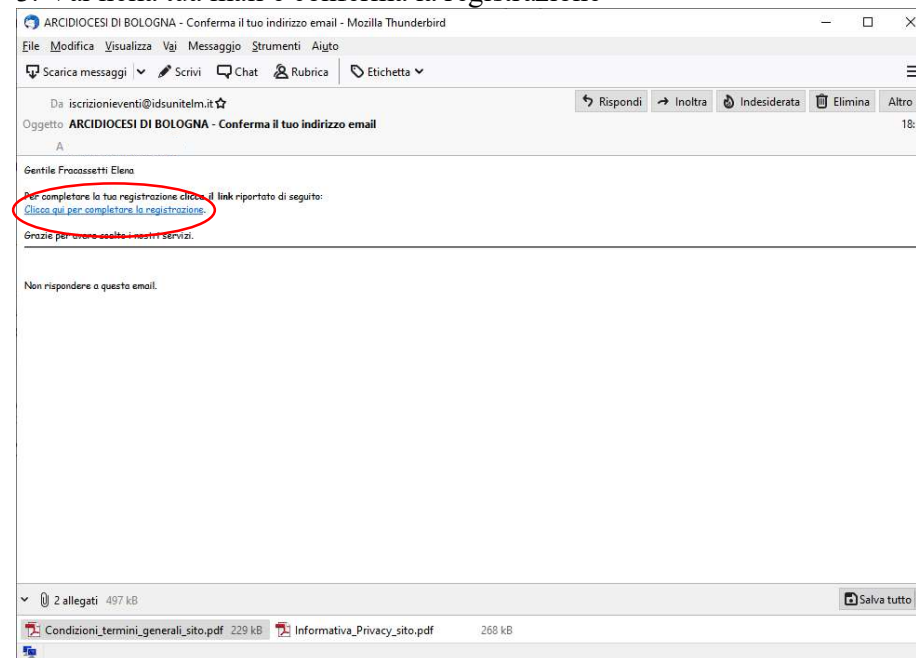 ARCIDIOCESI DI BOLOGNA - Conferma il tuo indirizzo email - Mozilla Thunderbird
File Modifica Visualizza Vai Messaggio Strumenti Aiuto
Scarica messaggi Scrivi Chat Rubrica Etichetta
Da iscrizionieventi@idsunitelm.it Rispondi Inoltra Indesiderata Elimina Altro
Oggetto ARCIDIOCESI DI BOLOGNA - Conferma il tuo indirizzo email 18:
A
Gentile Fracassetti Elena
Per completare la tua registrazione clicca il link riportato di seguito:
Clicca qui per completare la registrazione.
Grazie per avere scelto i nostri servizi.
Non rispondere a questa email.
2 allegati 497 kB Salva tutto
Condizioni_termini_generali_sito.pdf 229 kB Informativa_Privacy_sito.pdf 268 kB